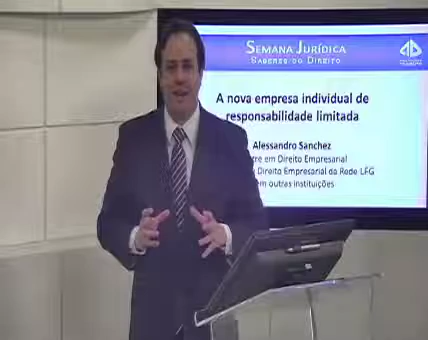 SEMANA JURÍDICA
SABERES DO DIREITO
A nova empresa individual de
responsabilidade limitada
Alessandro Sanchez
tre em Direito Empresarial
Direito Empresarial da Rede LFG
em outras instituições